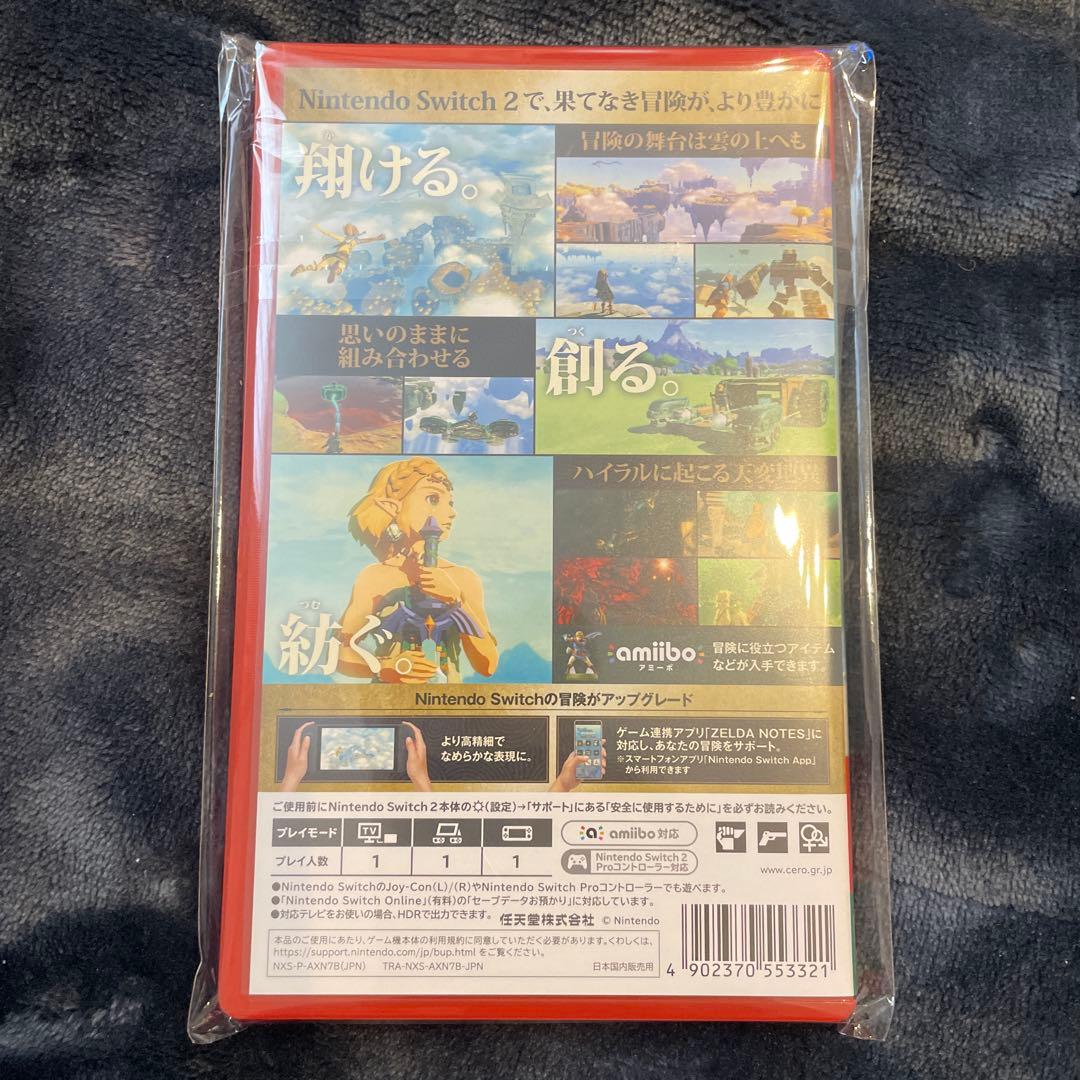 Nintendo Switch 2で、果てなき冒険が、より豊かに
か
翔ける。
冒険の舞台は雲の上へも
思いのままに
組み合わせる
つく
創る。
ハイラルに起こる天変地異
つむ
紡ぐ。
amiibo
アミーボ
冒険に役立つアイテム
などが入手できます。
Nintendo Switchの冒険がアップグレード
より高精細で
なめらかな表現に。
ゲーム連携アプリ「ZELDA NOTES」に
対応し、あなたの冒険をサポート。
※スマートフォンアプリ「Nintendo Switch App」
から利用できます
ご使用前にNintendo Switch 2本体の(設定)→「サポート」にある「安全に使用するために」を必ずお読みください。
プレイモード TV
プレイ人数 1 1 1
amiibo 対応
Nintendo Switch 2
Proコントローラー対応
www.cero.gr.jp
●Nintendo SwitchのJoy-Con(L)/(R)やNintendo Switch Proコントローラーでも遊べます。
●「Nintendo Switch Online」(有料)の「セーブデータお預かり」に対応しています。
●対応テレビをお使いの場合、HDRで出力できます。 任天堂株式会社 © Nintendo
本品のご使用にあたり、ゲーム機本体の利用規約に同意していただく必要があります。くわしくは、
https://support.nintendo.com/jp/bup.html をご覧ください。
NXS-P-AXN7B(JPN) TRA-NXS-AXN7B-JPN 日本国内販売用
4 902370 553321